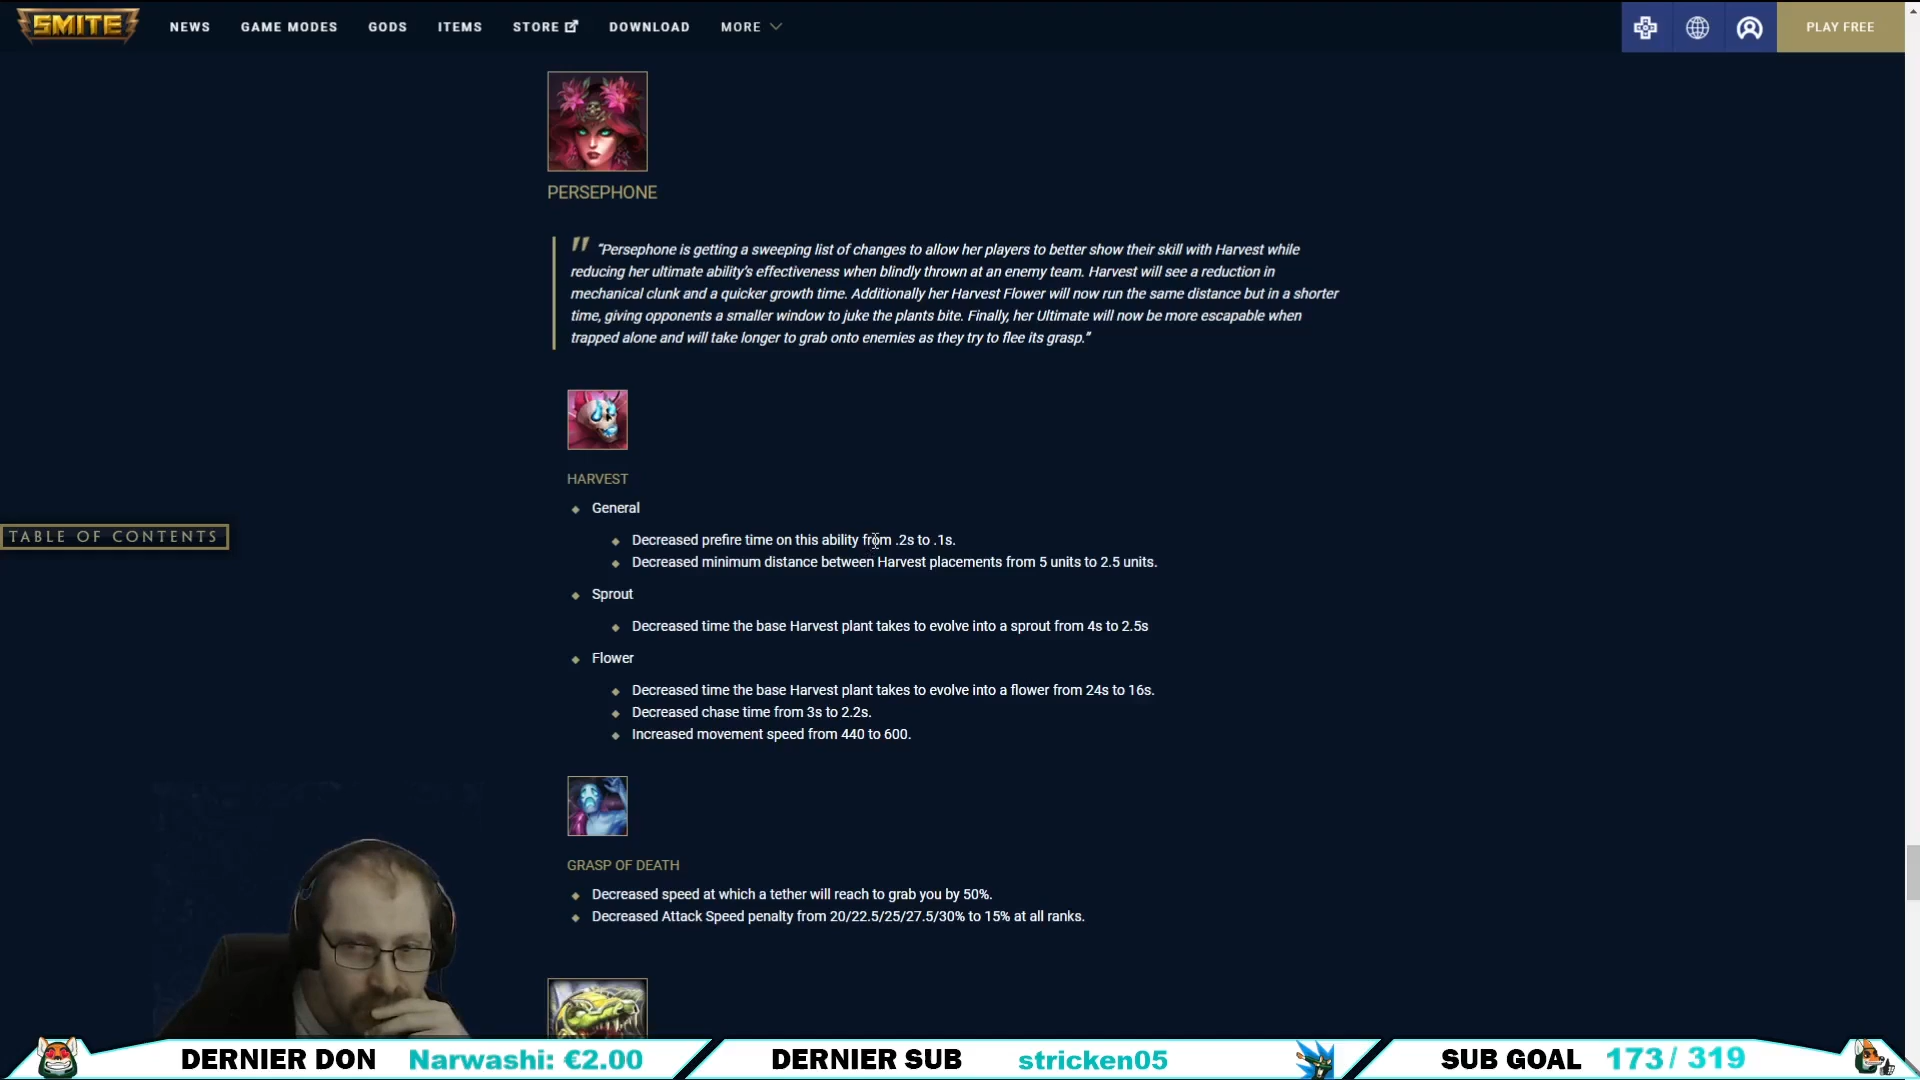 SMITE
NEWS
GAME MODES
GODS
ITEMS
STORE
DOWNLOAD
MORE
PLAY FREE
PERSEPHONE
" “Persephone is getting a sweeping list of changes to allow her players to better show their skill with Harvest while
reducing her ultimate ability's effectiveness when blindly thrown at an enemy team. Harvest will see a reduction in
mechanical clunk and a quicker growth time. Additionally her Harvest Flower will now run the same distance but in a shorter
time, giving opponents a smaller window to juke the plants bite. Finally, her Ultimate will now be more escapable when
trapped alone and will take longer to grab onto enemies as they try to flee its grasp.”
HARVEST
General
Decreased prefire time on this ability from .2s to .1s.
Decreased minimum distance between Harvest placements from 5 units to 2.5 units.
Sprout
Decreased time the base Harvest plant takes to evolve into a sprout from 4s to 2.5s
Flower
Decreased time the base Harvest plant takes to evolve into a flower from 24s to 16s.
Decreased chase time from 3s to 2.2s.
Increased movement speed from 440 to 600.
TABLE OF CONTENTS
GRASP OF DEATH
Decreased speed at which a tether will reach to grab you by 50%.
Decreased Attack Speed penalty from 20/22.5/25/27.5/30% to 15% at all ranks.
DERNIER DON Narwashi: €2.00
DERNIER SUB stricken05
SUB GOAL 173/ 319